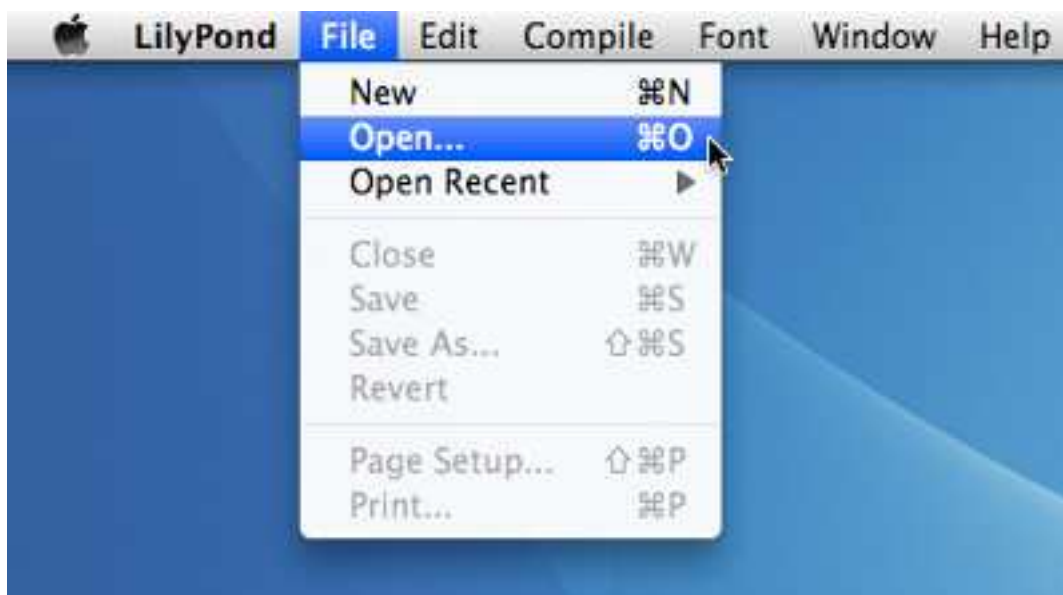 LilyPond File Edit Compile Font Window Help
New ⌘N
Open... ⌘O
Open Recent ▶
Close ⌘W
Save ⌘S
Save As... ⇧⌘S
Revert
Page Setup... ⇧⌘P
Print... ⌘P